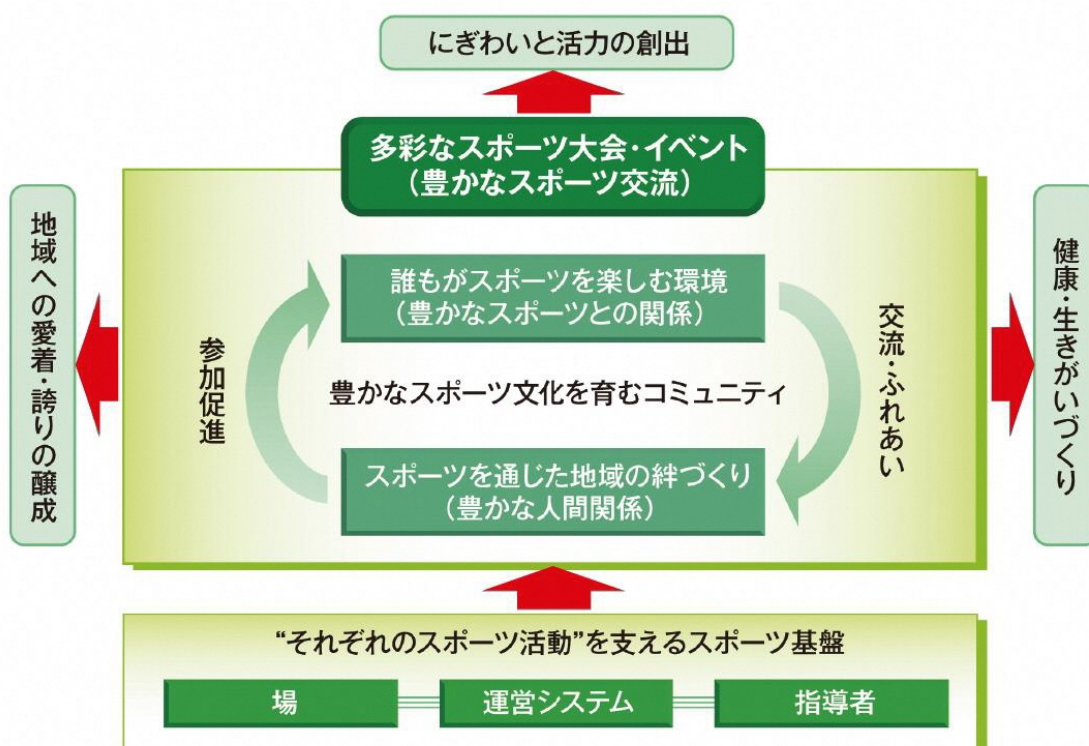 にぎわいと活力の創出
多彩なスポーツ大会・イベント
(豊かなスポーツ交流)
地域への愛着・誇りの醸成
参加促進
誰もがスポーツを楽しむ環境
(豊かなスポーツとの関係)
豊かなスポーツ文化を育むコミュニティ
スポーツを通じた地域の絆づくり
(豊かな人間関係)
交流・ふれあい
健康・生きがいづくり
“それぞれのスポーツ活動”を支えるスポーツ基盤
場
運営システム
指導者